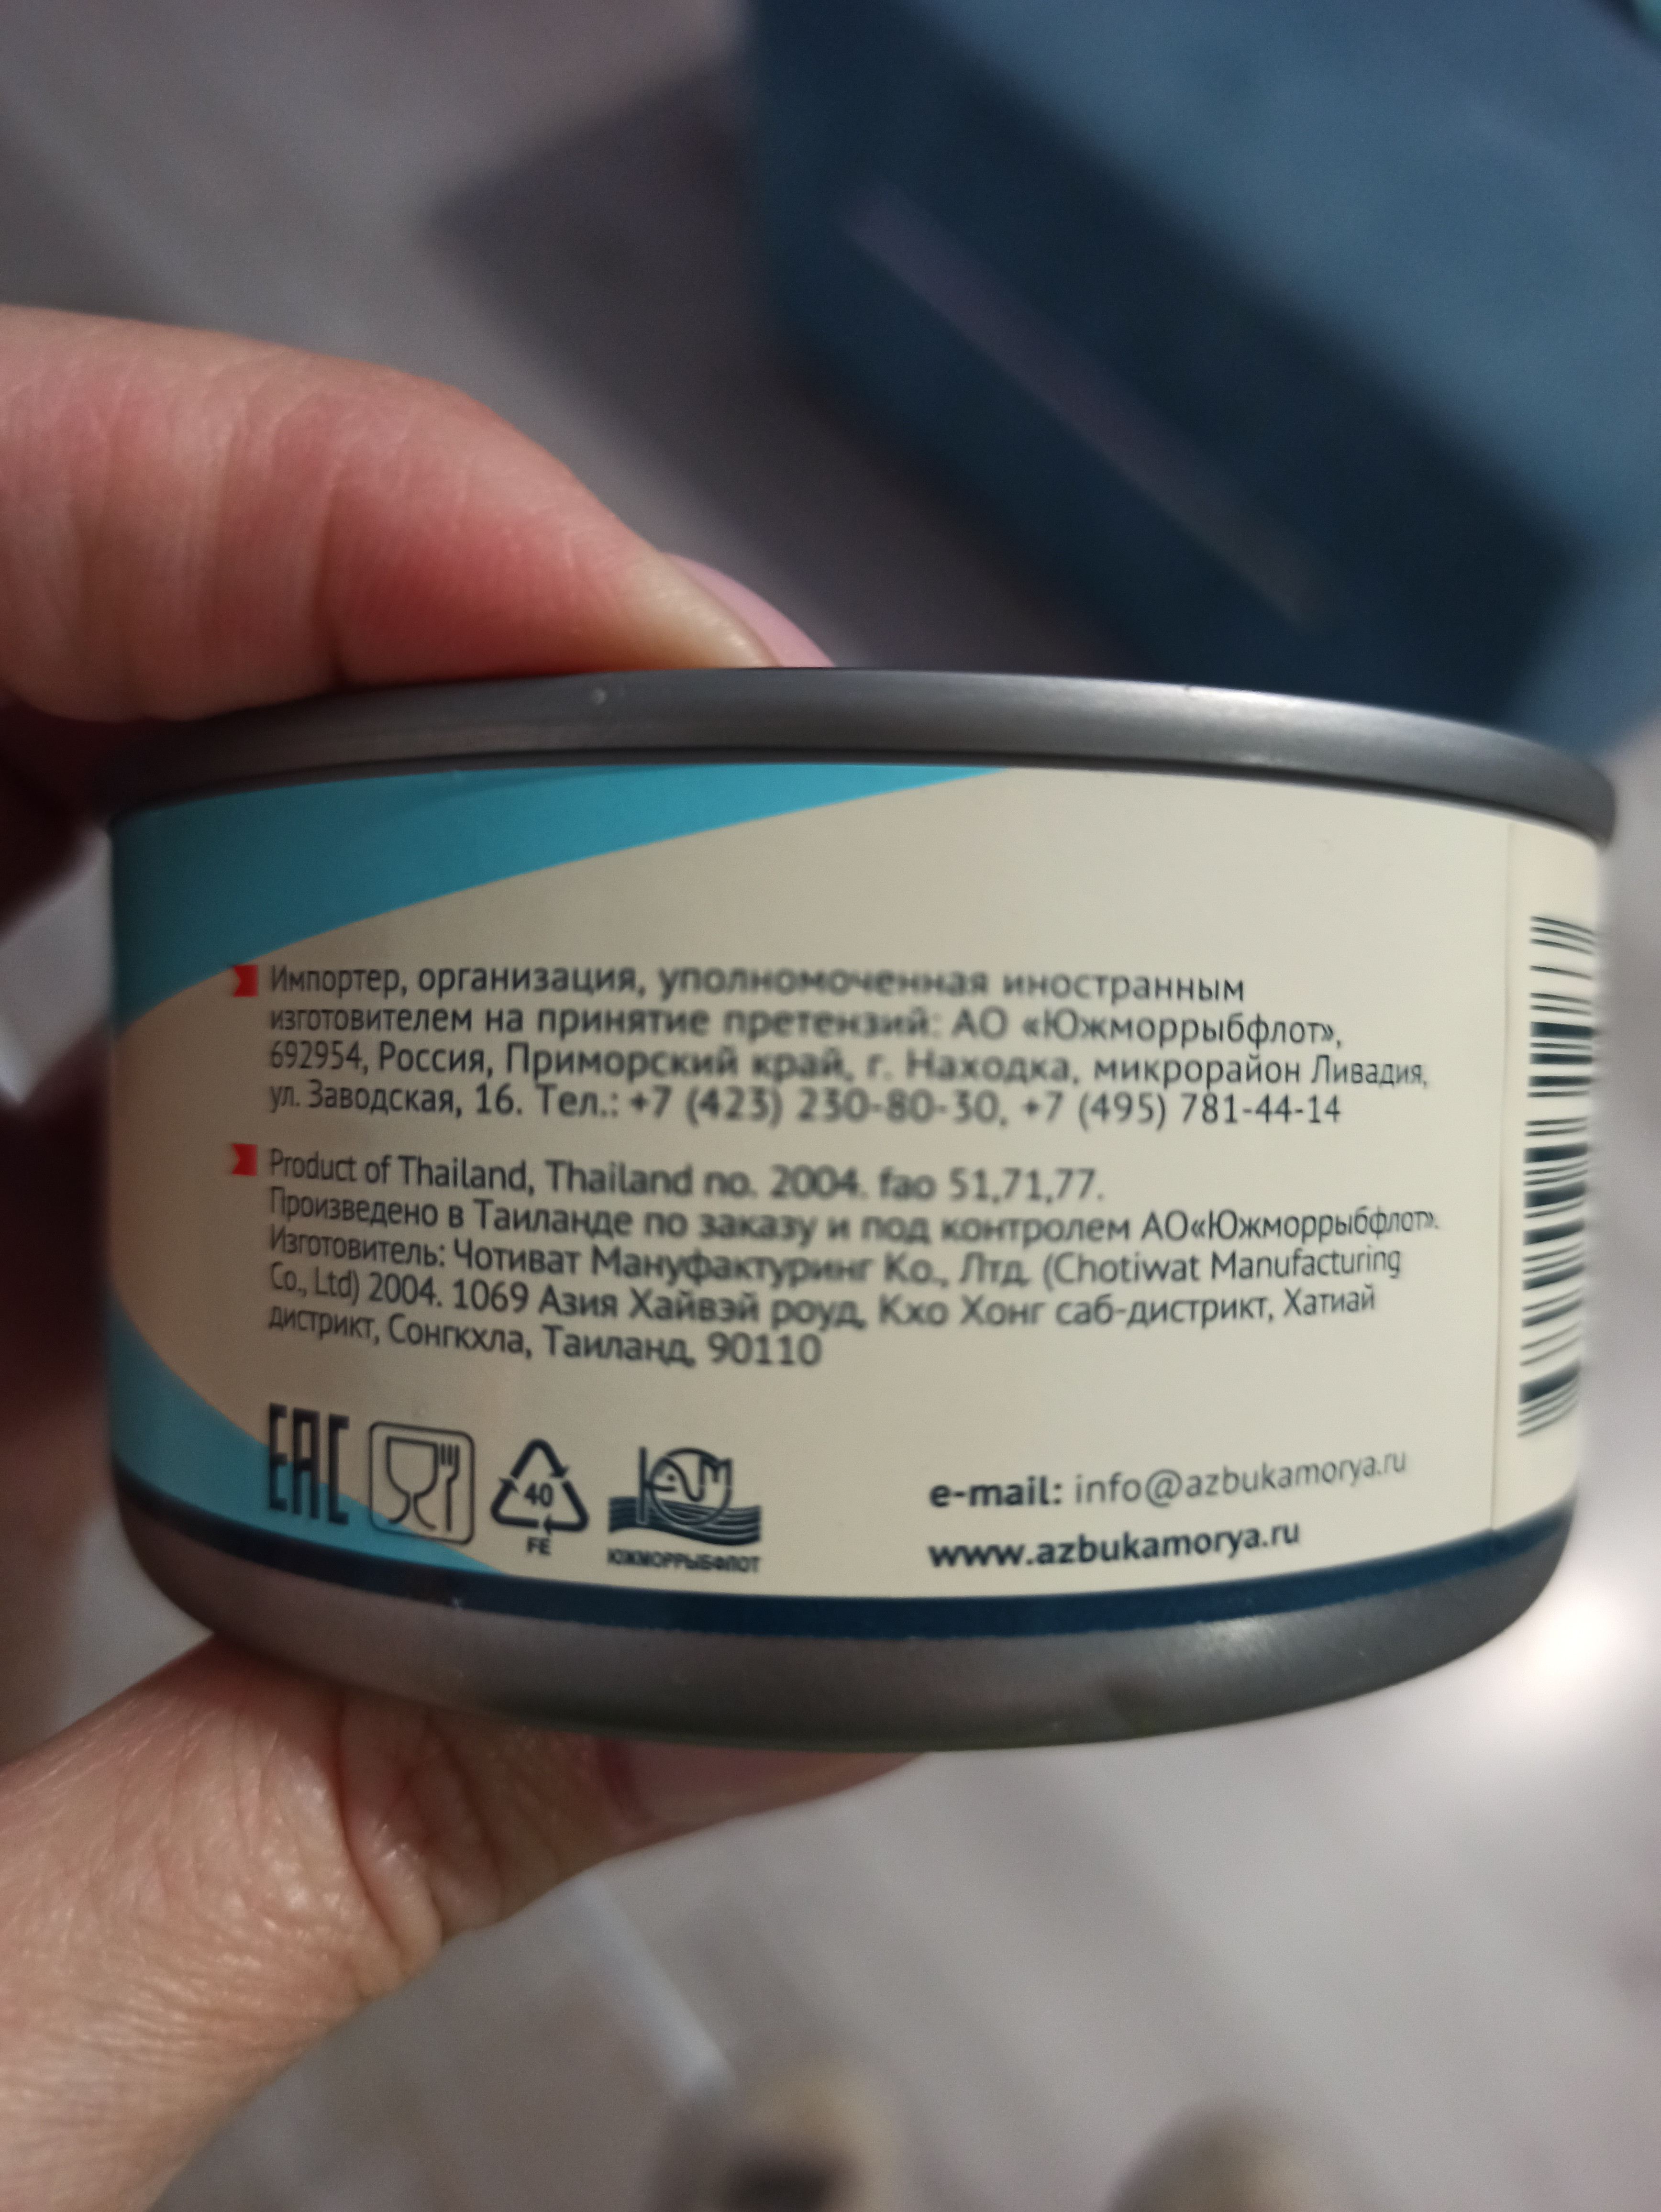 Импортер, организация, уполномоченная иностранным
изготовителем на принятие претензий: АО «Южморрыбфлот»,
692954, Россия, Приморский край, г. Находка, микрорайон Ливадия,
ул. Заводская, 16. Тел.: +7 (423) 230-80-30, +7 (495) 781-44-14
Product of Thailand, Thailand no. 2004. fao 51,71,77.
Произведено в Таиланде по заказу и под контролем АО«Южморрыбфлот».
Изготовитель: Чотиват Мануфактуринг Ко., Лтд. (Chotiwat Manufacturing
Co., Ltd) 2004. 1069 Азия Хайвэй роуд, Кхо Хонг саб-дистрикт, Хатиай
дистрикт, Сонгкхла, Таиланд, 90110
EAC
40
FE
ЮЖМОРРЫБФЛОТ
e-mail: info@azbukamorya.ru
www.azbukamorya.ru